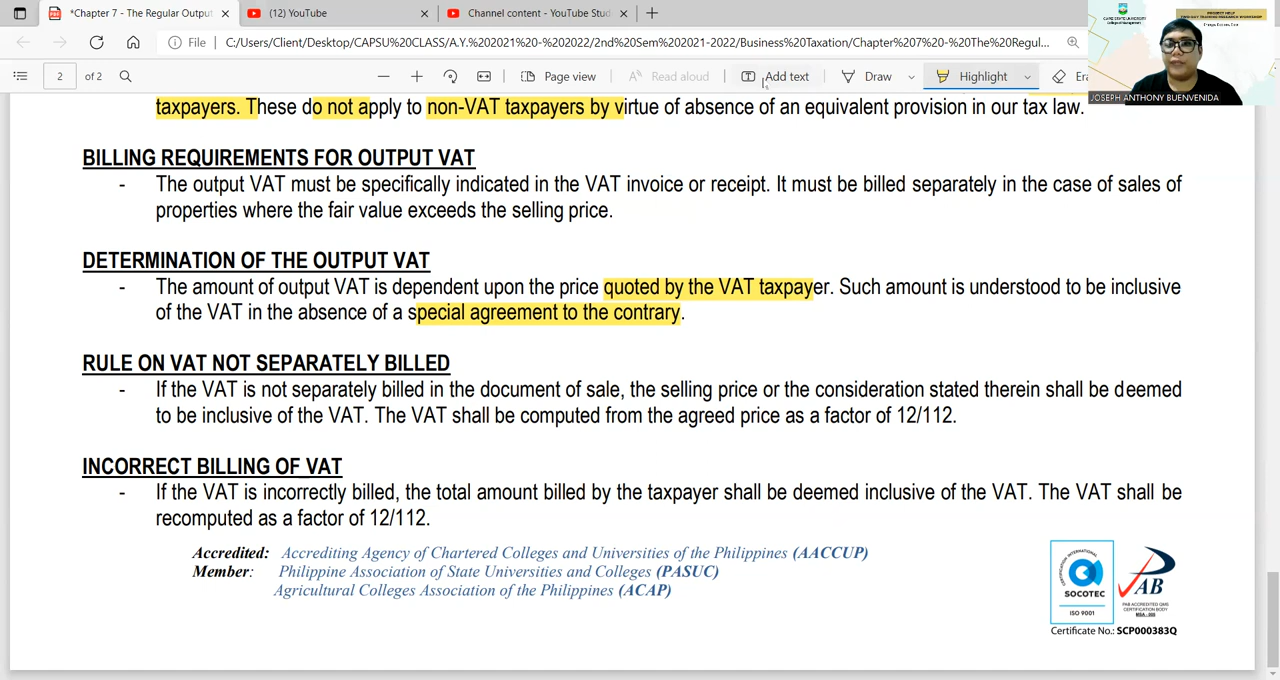 *Chapter 7 - The Regular Output
(12) YouTube
Channel content - YouTube Stud
File
C:/Users/Client/Desktop/CAPSU%20CLASS/A.Y.%202021%20-%202022/2nd%20Sem%202021-2022/Business%20Taxation/Chapter%207%20-%20The%20Regul...
2
of 2
Page view
Read aloud
Add text
Draw
Highlight
Era
JOSEPH ANTHONY BUENVENIDA
taxpayers. These do not apply to non-VAT taxpayers by virtue of absence of an equivalent provision in our tax law.
BILLING REQUIREMENTS FOR OUTPUT VAT
- The output VAT must be specifically indicated in the VAT invoice or receipt. It must be billed separately in the case of sales of
properties where the fair value exceeds the selling price.
DETERMINATION OF THE OUTPUT VAT
- The amount of output VAT is dependent upon the price quoted by the VAT taxpayer. Such amount is understood to be inclusive
of the VAT in the absence of a special agreement to the contrary.
RULE ON VAT NOT SEPARATELY BILLED
- If the VAT is not separately billed in the document of sale, the selling price or the consideration stated therein shall be deemed
to be inclusive of the VAT. The VAT shall be computed from the agreed price as a factor of 12/112.
INCORRECT BILLING OF VAT
- If the VAT is incorrectly billed, the total amount billed by the taxpayer shall be deemed inclusive of the VAT. The VAT shall be
recomputed as a factor of 12/112.
Accredited: Accrediting Agency of Chartered Colleges and Universities of the Philippines (AACCUP)
Member: Philippine Association of State Universities and Colleges (PASUC)
Agricultural Colleges Association of the Philippines (ACAP)
SOCOTEC
ISO 9001
PAB
PAB ACCREDITED QMS
CERTIFICATION BODY
Certificate No.: SCP000383Q